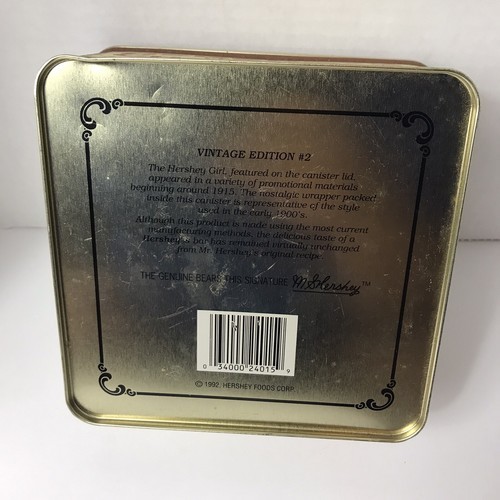 VINTAGE EDITION #2
The Hershey Girl, featured on the canister lid,
appeared in a variety of promotional materials
beginning around 1915. The nostalgic wrapper packed
inside this canister is representative of the style
used in the early 1900's.
Although this product is made using the most current
manufacturing methods, the delicious taste of a
Hershey's bar has remained virtually unchanged
from Mr. Hershey's original recipe.
THE GENUINE BEARS THIS SIGNATURE M.S. Hershey™
0 34000 24015 9
© 1992, HERSHEY FOODS CORP.